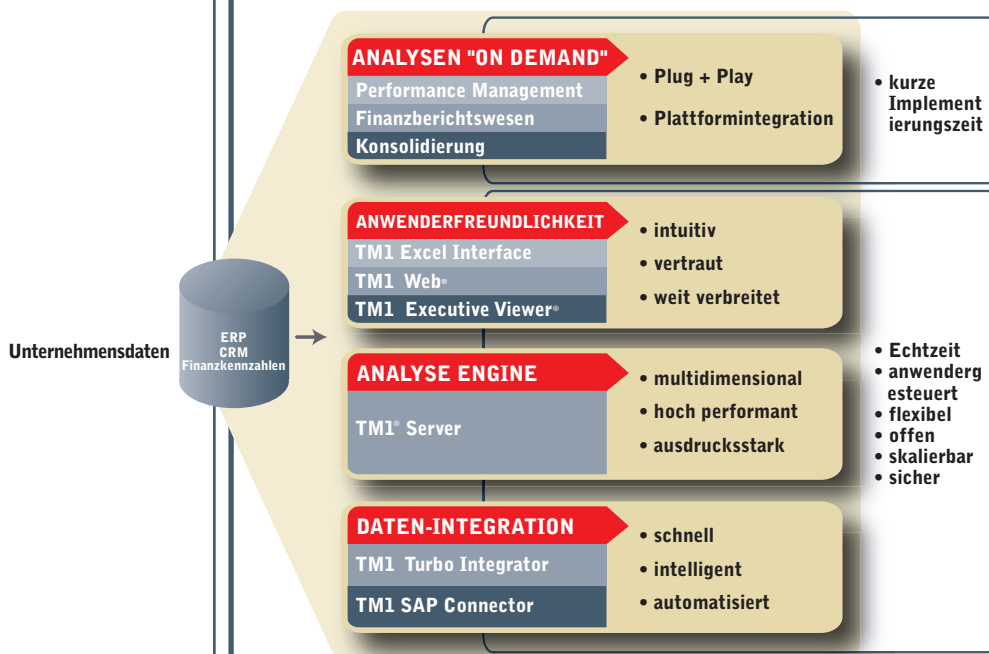 Unternehmensdaten
ERP
CRM
Finanzkennzahlen
ANALYSEN "ON DEMAND"
Performance Management
Finanzberichtswesen
Konsolidierung
• Plug + Play
• Plattformintegration
• kurze
Implement
ierungszeit
ANWENDERFREUNDLICHKEIT
TM1 Excel Interface
TM1 Web®
TM1 Executive Viewer®
• intuitiv
• vertraut
• weit verbreitet
ANALYSE ENGINE
TM1® Server
• multidimensional
• hoch performant
• ausdrucksstark
DATEN-INTEGRATION
TM1 Turbo Integrator
TM1 SAP Connector
• schnell
• intelligent
• automatisiert
• Echtzeit
• anwenderg
esteuert
• flexibel
• offen
• skalierbar
• sicher